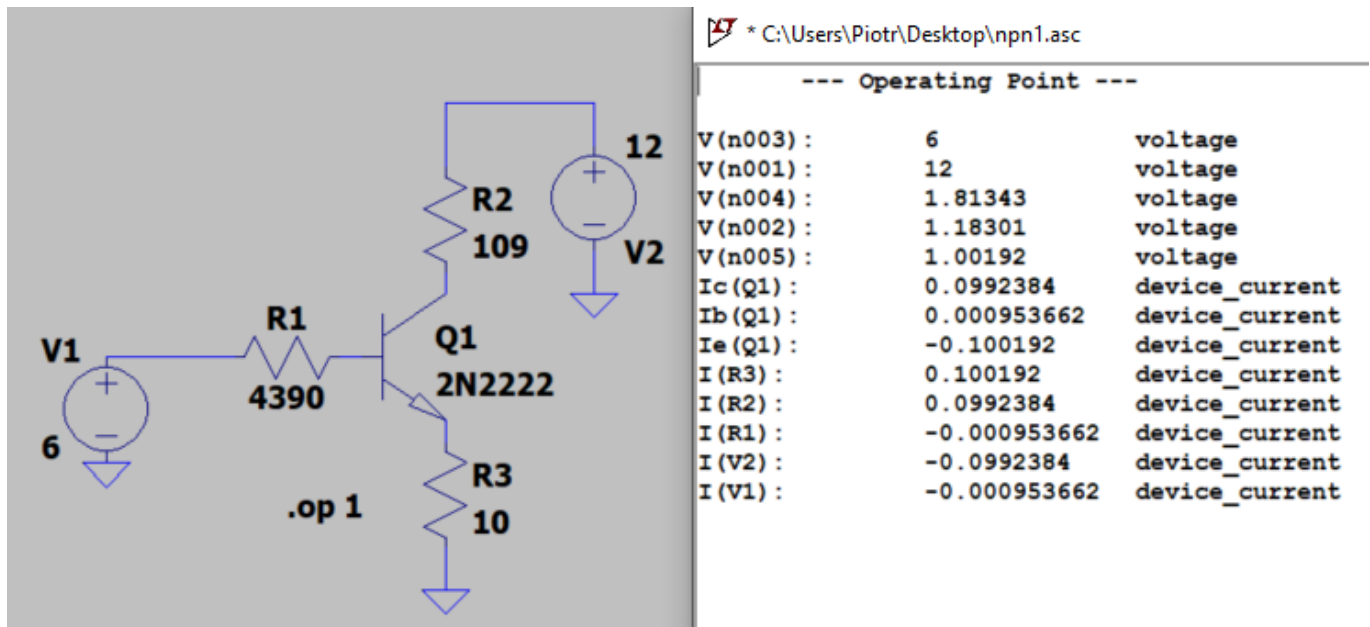 12
R2
109
V2
R1
V1
Q1
4390
2N2222
6
R3
.op 1
10
* C:\Users\Piotr\Desktop\npn1.asc
--- Operating Point ---
V(n003): 6 voltage
V(n001): 12 voltage
V(n004): 1.81343 voltage
V(n002): 1.18301 voltage
V(n005): 1.00192 voltage
Ic(Q1): 0.0992384 device_current
Ib(Q1): 0.000953662 device_current
Ie(Q1): -0.100192 device_current
I(R3): 0.100192 device_current
I(R2): 0.0992384 device_current
I(R1): -0.000953662 device_current
I(V2): -0.0992384 device_current
I(V1): -0.000953662 device_current